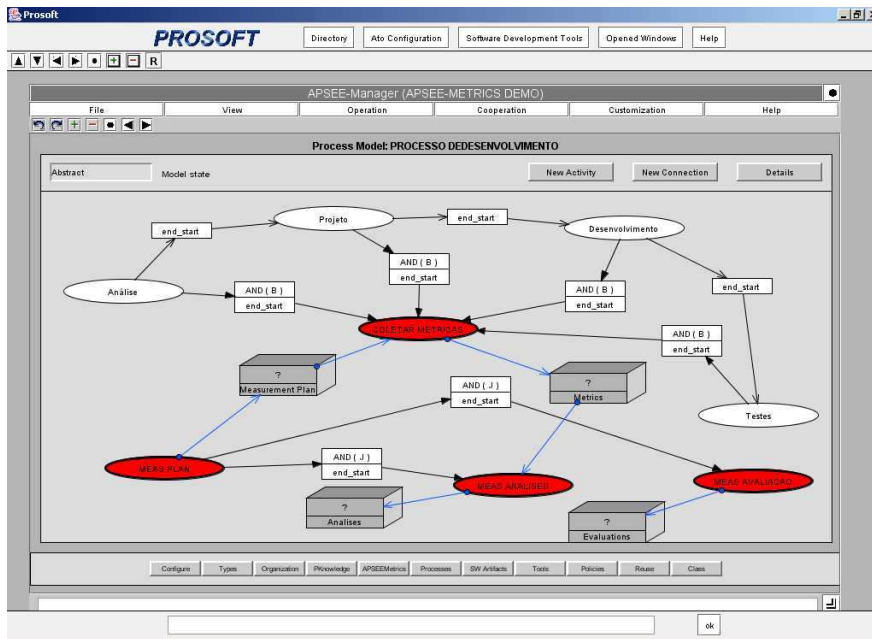 Prosoft
PROSOFT
Directory
Ato Configuration
Software Development Tools
Opened Windows
Help
R
APSEE-Manager (APSEE-METRICS DEMO)
File
View
Operation
Cooperation
Customization
Help
Process Model: PROCESSO DEDESENVOLVIMENTO
Abstract
Model state
New Activity
New Connection
Details
Projeto
end_start
end_start
Desenvolvimento
AND ( B )
end_start
Análise
AND ( B )
end_start
AND ( B )
end_start
end_start
COLETAR METRICAS
AND ( B )
end_start
?
Measurement Plan
?
Metrics
AND ( J )
end_start
Testes
AND ( J )
end_start
MEAS PLAN
MEAS ANALISES
MEAS AVALIACAO
?
Analises
?
Evaluations
Configure
Types
Organization
PKnowledge
APSEEMetrics
Processes
SW Artifacts
Tools
Policies
Reuse
Class
ok